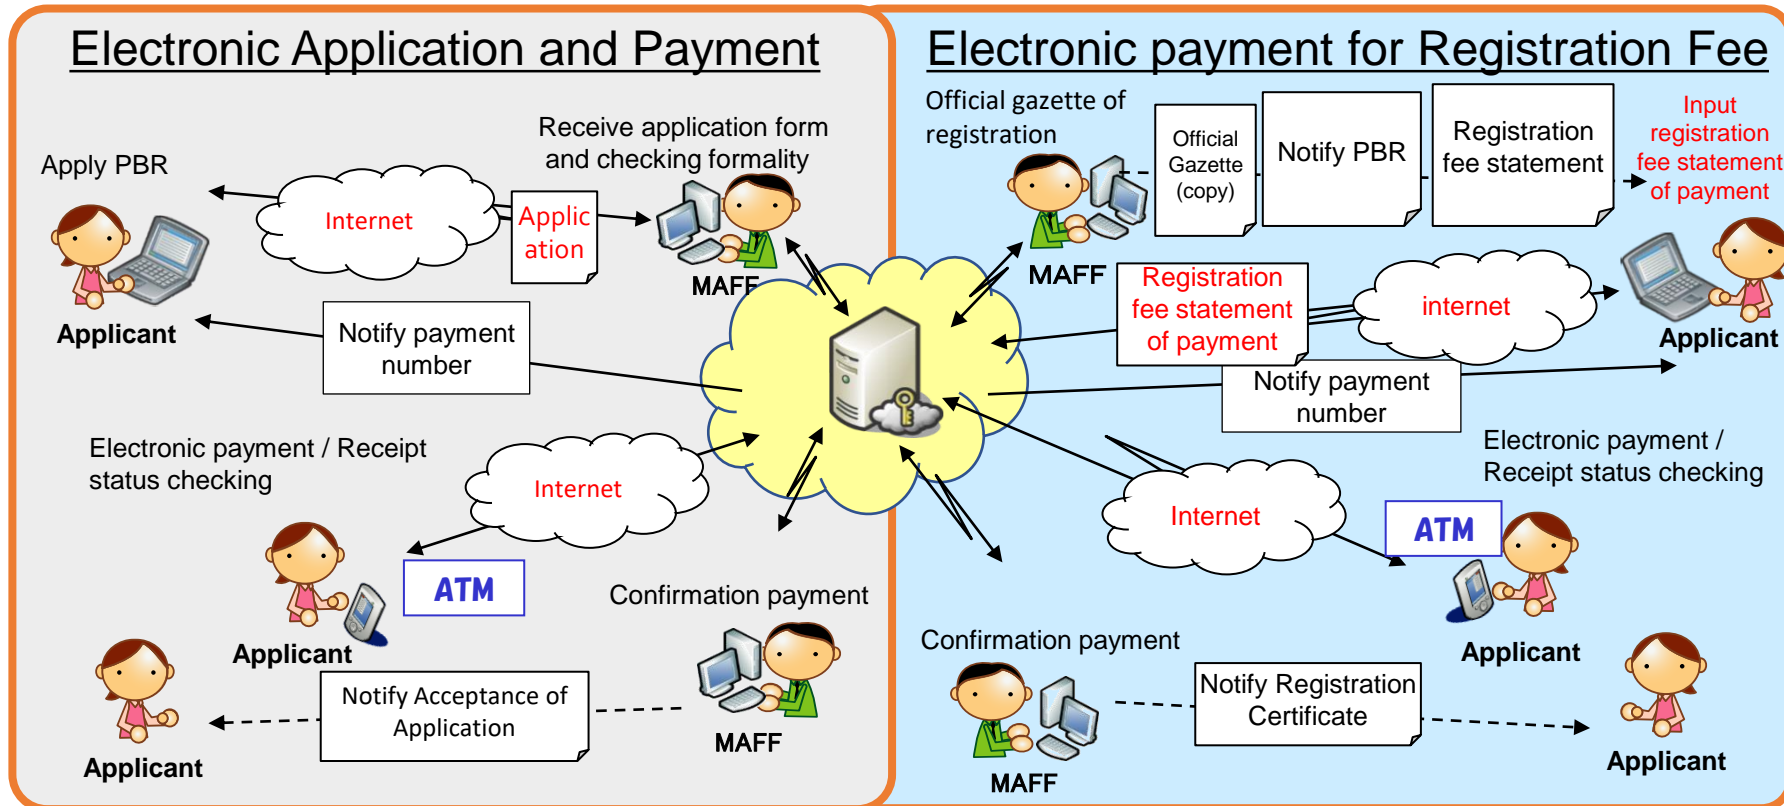 Electronic Application and Payment
Receive application form
and checking formality
Apply PBR
Internet
Applic
ation
MAFF
Applicant
Notify payment
number
Electronic payment / Receipt
status checking
Internet
ATM
Applicant
Confirmation payment
MAFF
Notify Acceptance of
Application
Applicant
Electronic payment for Registration Fee
Official gazette of
registration
Official
Gazette
(copy)
Notify PBR
Registration
fee statement
Input
registration
fee statement
of payment
MAFF
Registration
fee statement
of payment
internet
Applicant
Notify payment
number
Electronic payment /
Receipt status checking
Internet
ATM
Applicant
Confirmation payment
MAFF
Notify Registration
Certificate
Applicant